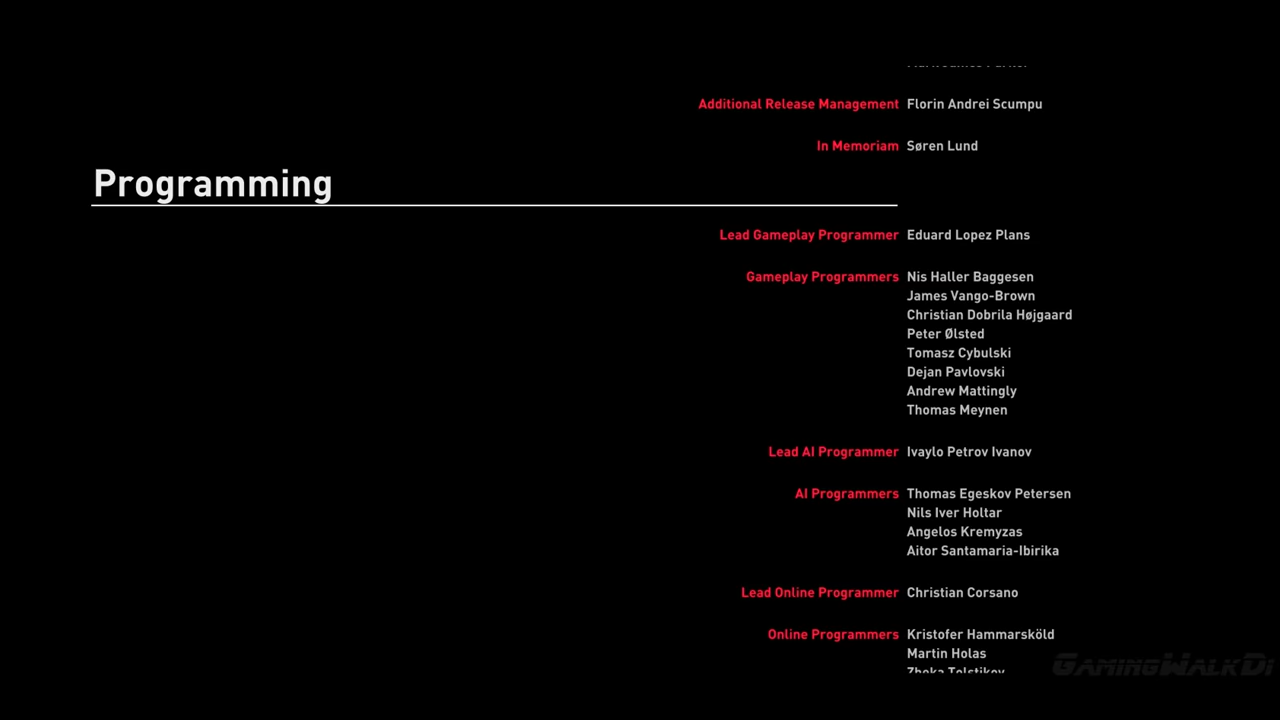 Additional Release Management Florin Andrei Scumpu
In Memoriam Søren Lund
Programming
Lead Gameplay Programmer Eduard Lopez Plans
Gameplay Programmers Nis Haller Baggesen
James Vango-Brown
Christian Dobrila Højgaard
Peter Ølsted
Tomasz Cybulski
Dejan Pavlovski
Andrew Mattingly
Thomas Meynen
Lead AI Programmer Ivaylo Petrov Ivanov
AI Programmers Thomas Egeskov Petersen
Nils Iver Holtar
Angelos Kremyzas
Aitor Santamaria-Ibirika
Lead Online Programmer Christian Corsano
Online Programmers Kristofer Hammarsköld
Martin Holas
Zhoka Tolstikov
GamingWalkDi